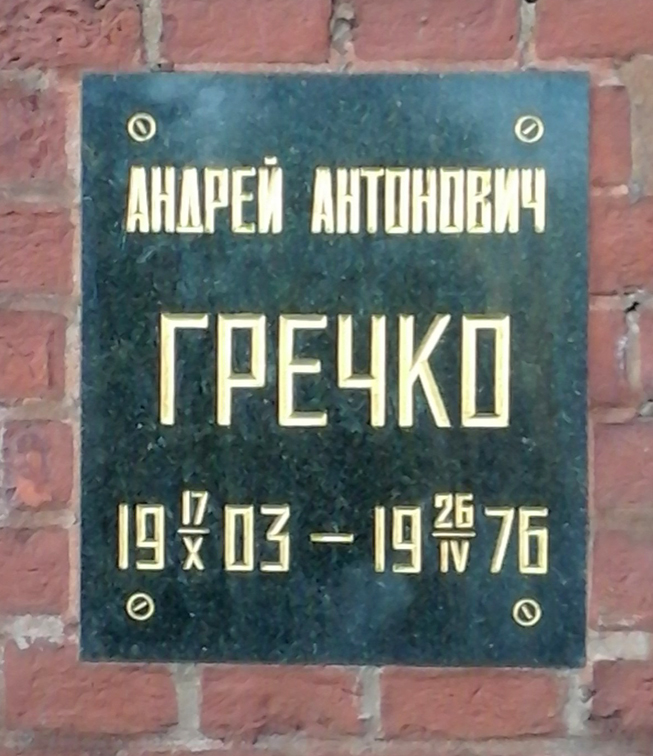 АНДРЕЙ АНТОНОВИЧ
ГРЕЧКО
19 17/X 03 – 19 26/IV 76